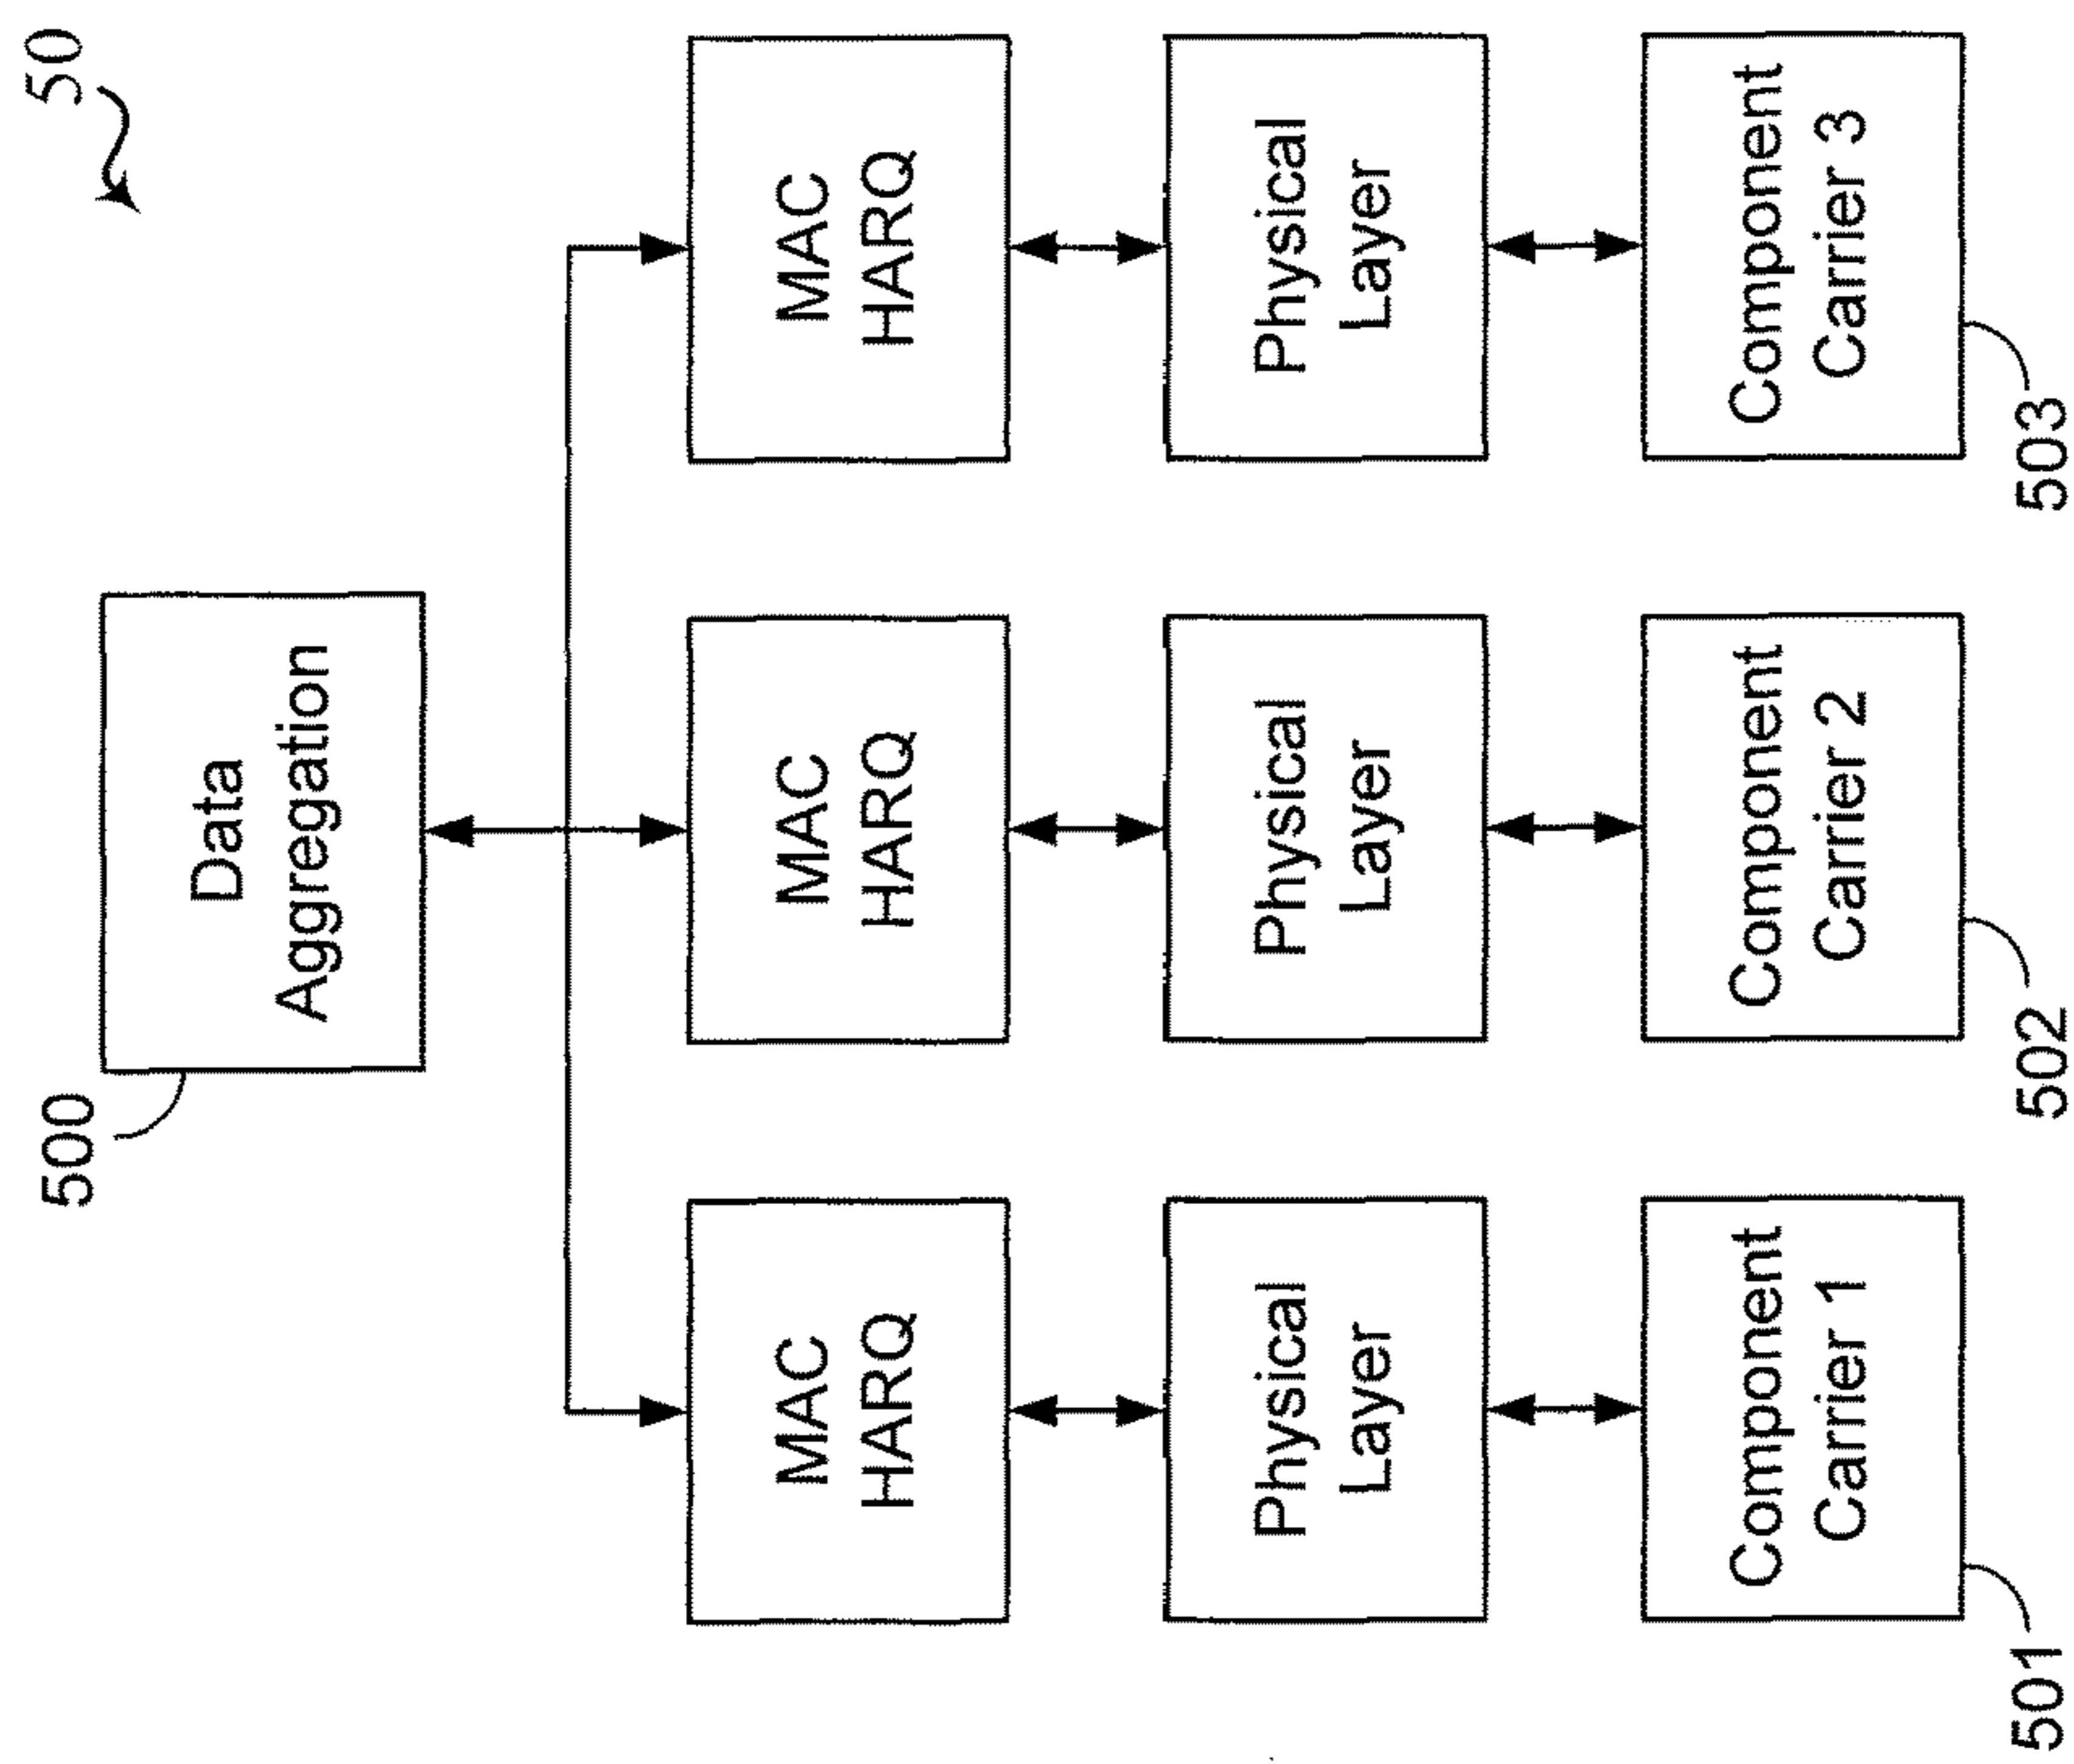 50
500
Data
Aggregation
MAC
HARQ
MAC
HARQ
MAC
HARQ
Physical
Layer
Physical
Layer
Physical
Layer
Component
Carrier 1
Component
Carrier 2
Component
Carrier 3
501
502
503